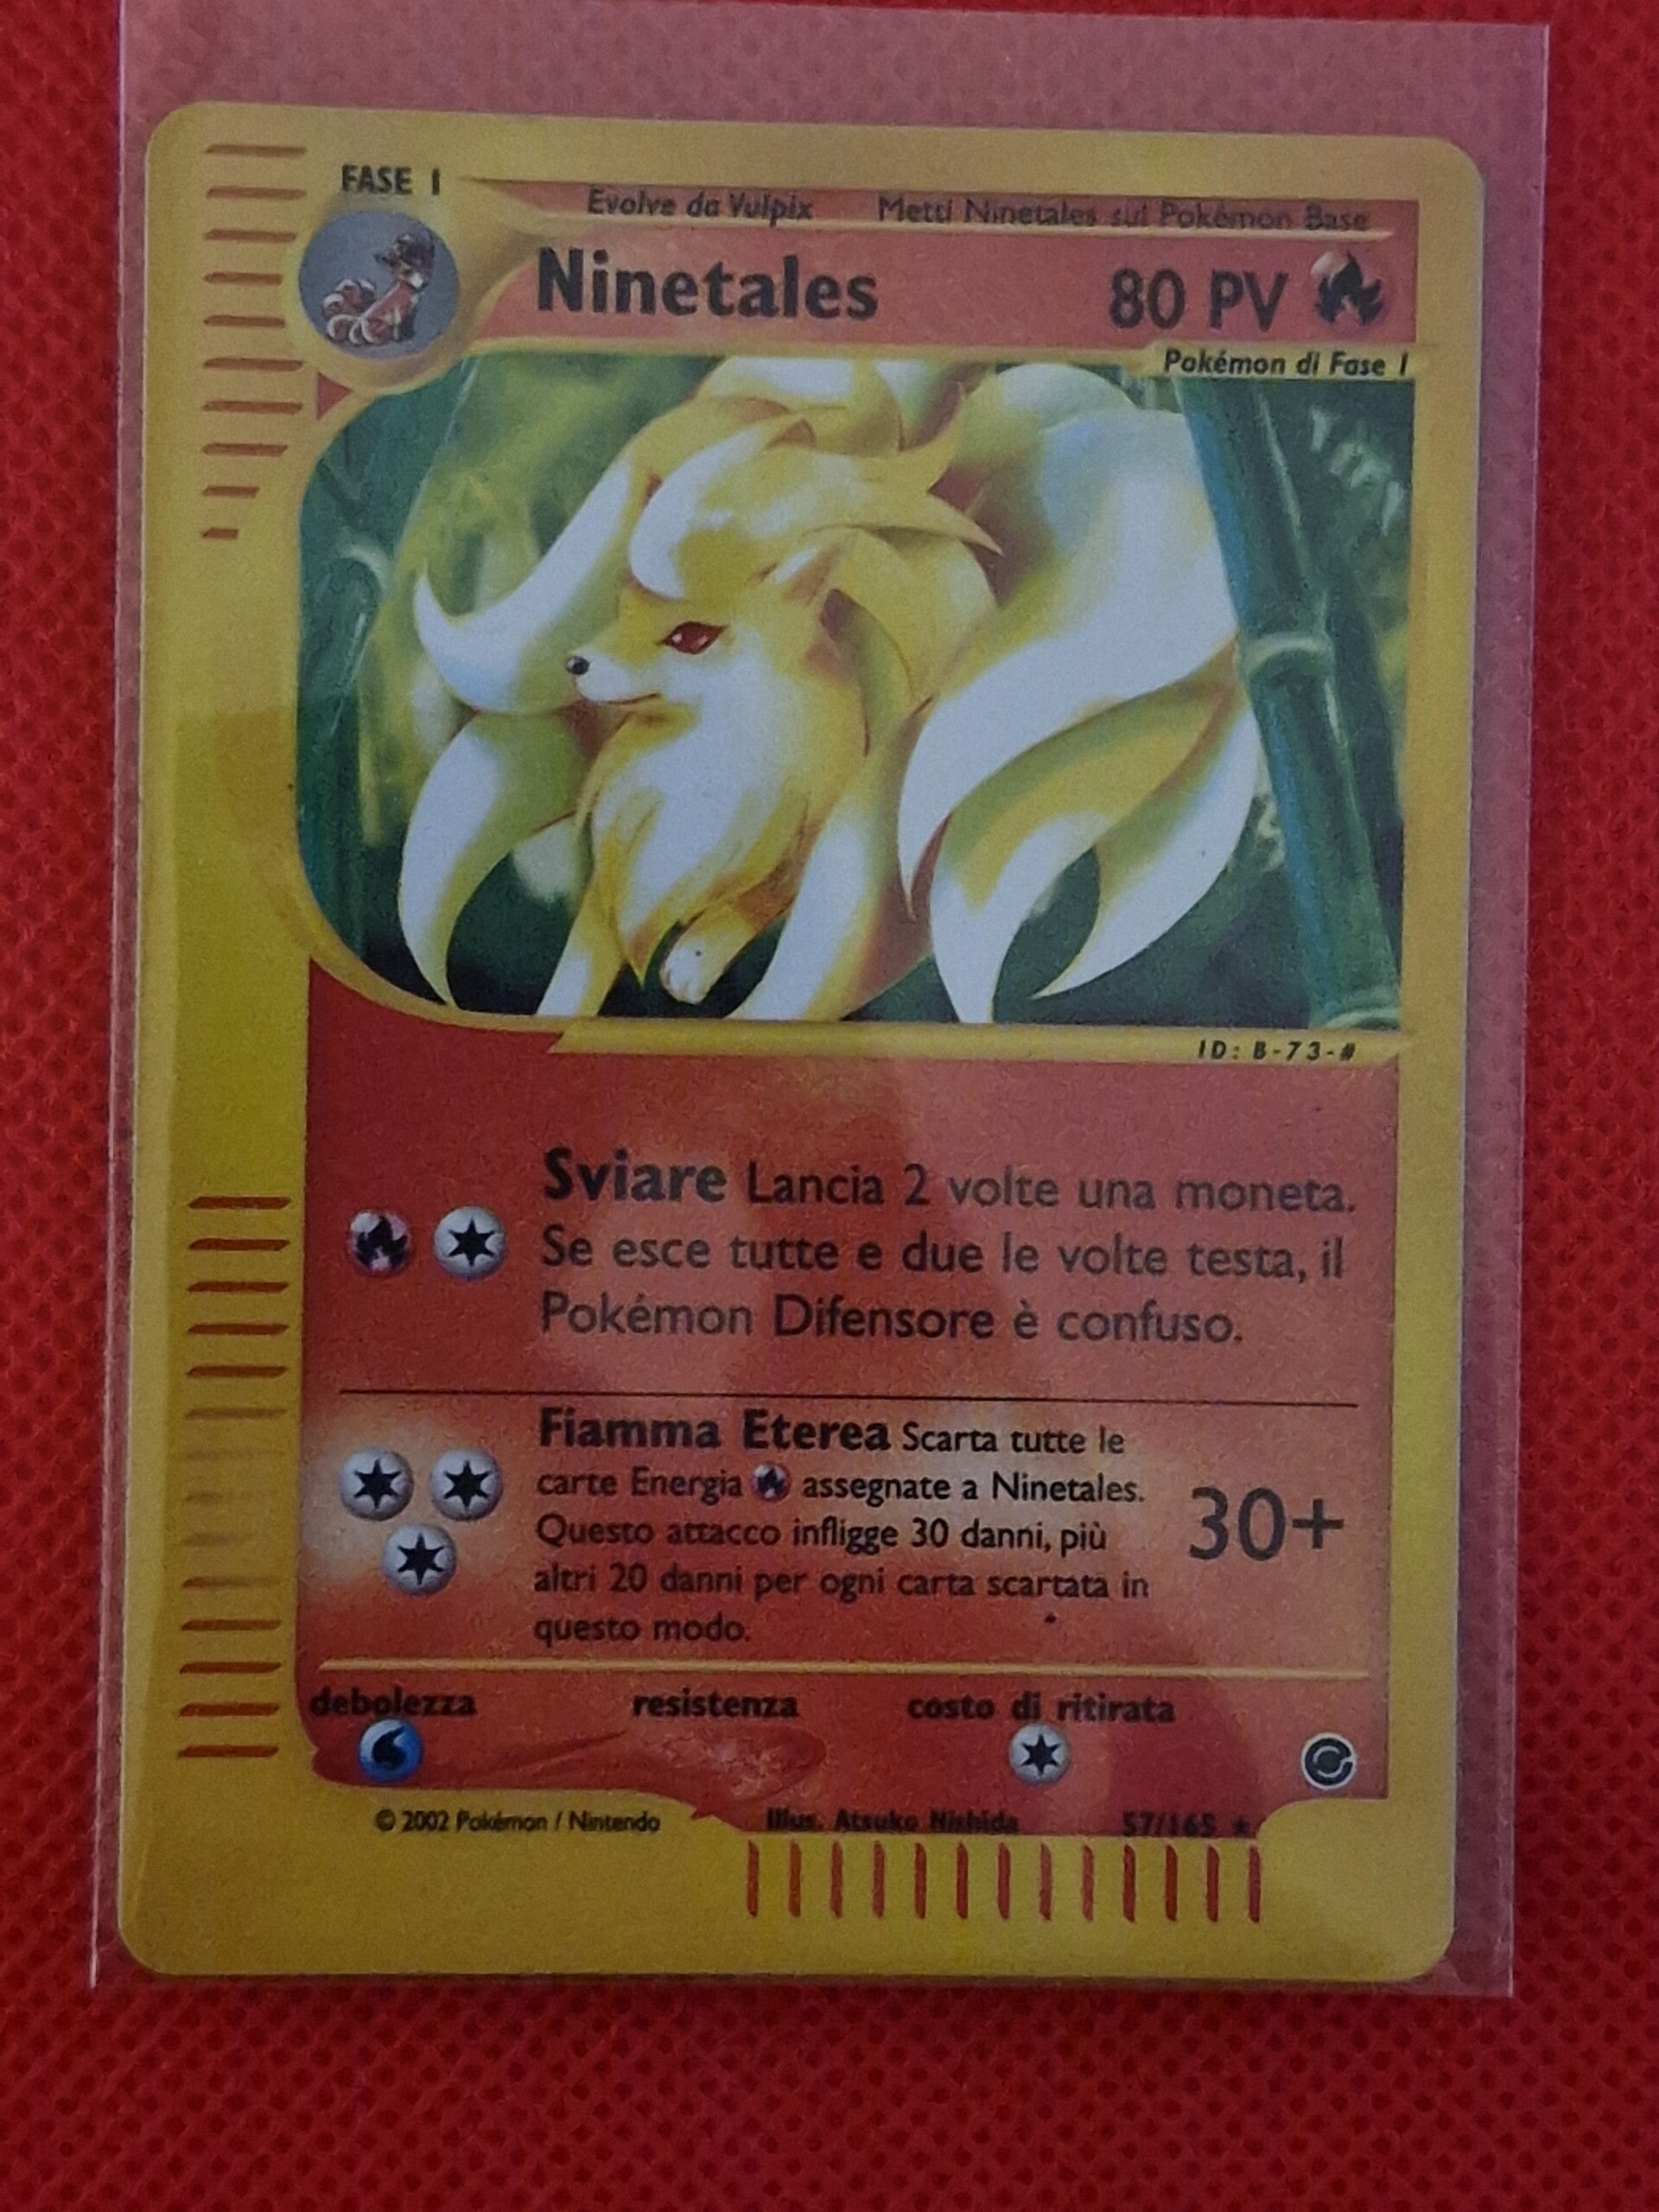 FASE 1
Evolve da Vulpix Metti Ninetales sul Pokémon Base
Ninetales 80 PV
Pokémon di Fase 1
ID: B-73-#
Sviare Lancia 2 volte una moneta.
Se esce tutte e due le volte testa, il
Pokémon Difensore è confuso.
Fiamma Eterea Scarta tutte le
carte Energia assegnate a Ninetales.
Questo attacco infligge 30 danni, più
altri 20 danni per ogni carta scartata in
questo modo.
30+
debolezza resistenza costo di ritirata
© 2002 Pokémon / Nintendo Illus. Atsuko Nishida 57/165 ★